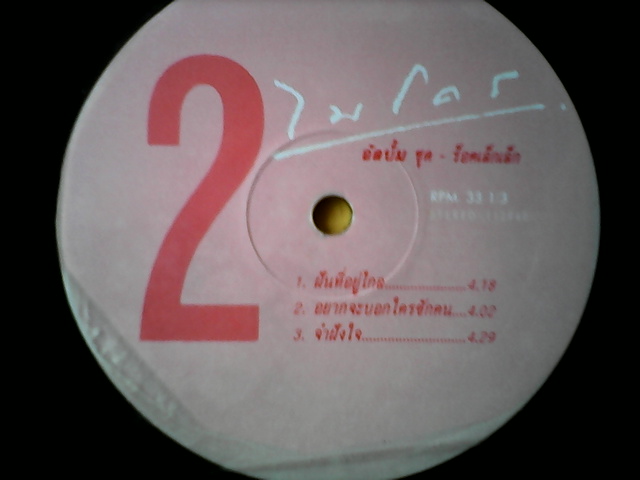 2
ไมโคร
อัลบั้ม ชุด - ร็อคเล็กเล็ก
RPM. 33 1/3
1. ฝันที่อยู่ไกล....................4.18
2. อยากจะบอกใครซักคน....4.02
3. จำฝังใจ..........................4.29